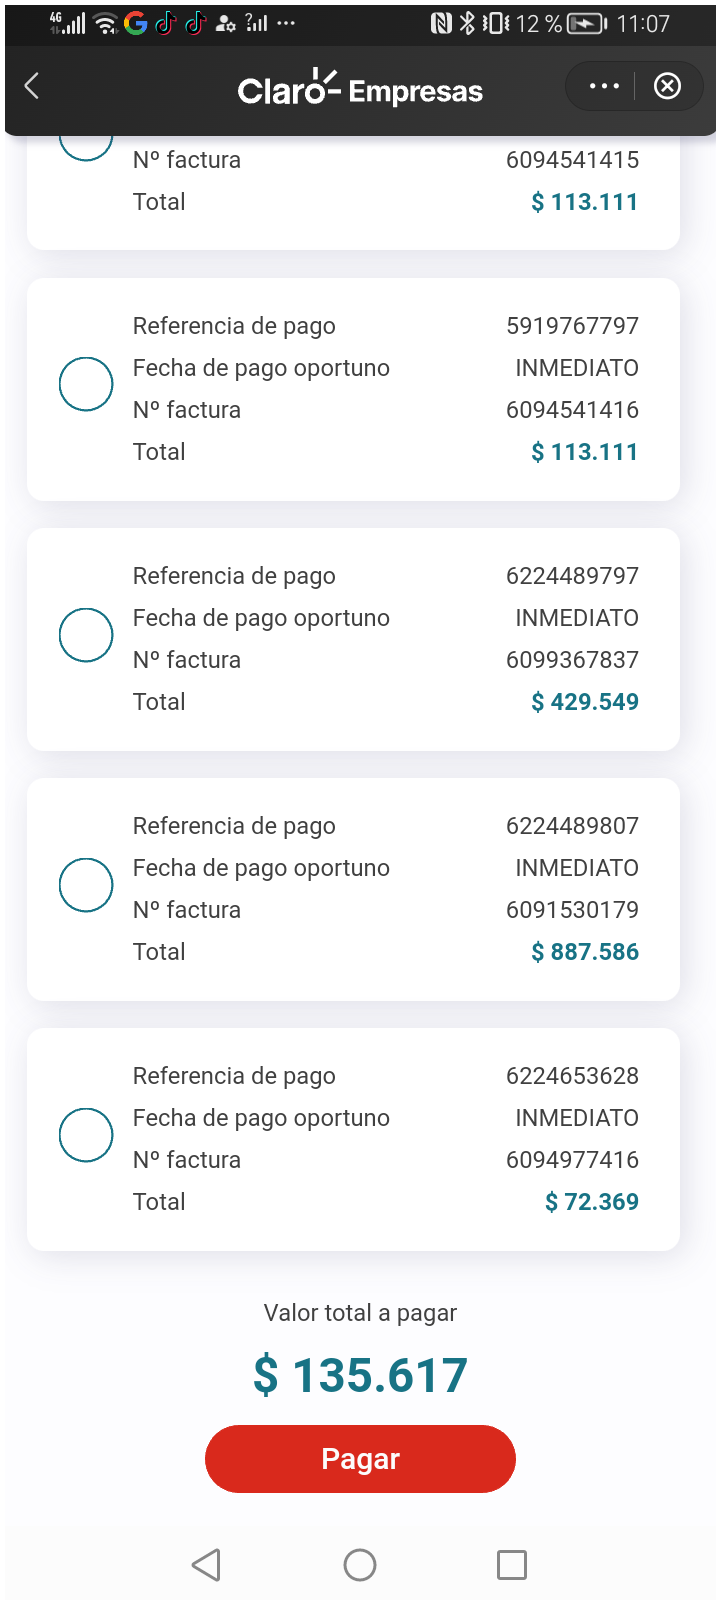 4G ? 12 % 11:07
Claro- Empresas
Nº factura 6094541415
Total $ 113.111
Referencia de pago 5919767797
Fecha de pago oportuno INMEDIATO
Nº factura 6094541416
Total $ 113.111
Referencia de pago 6224489797
Fecha de pago oportuno INMEDIATO
Nº factura 6099367837
Total $ 429.549
Referencia de pago 6224489807
Fecha de pago oportuno INMEDIATO
Nº factura 6091530179
Total $ 887.586
Referencia de pago 6224653628
Fecha de pago oportuno INMEDIATO
Nº factura 6094977416
Total $ 72.369
Valor total a pagar
$ 135.617
Pagar